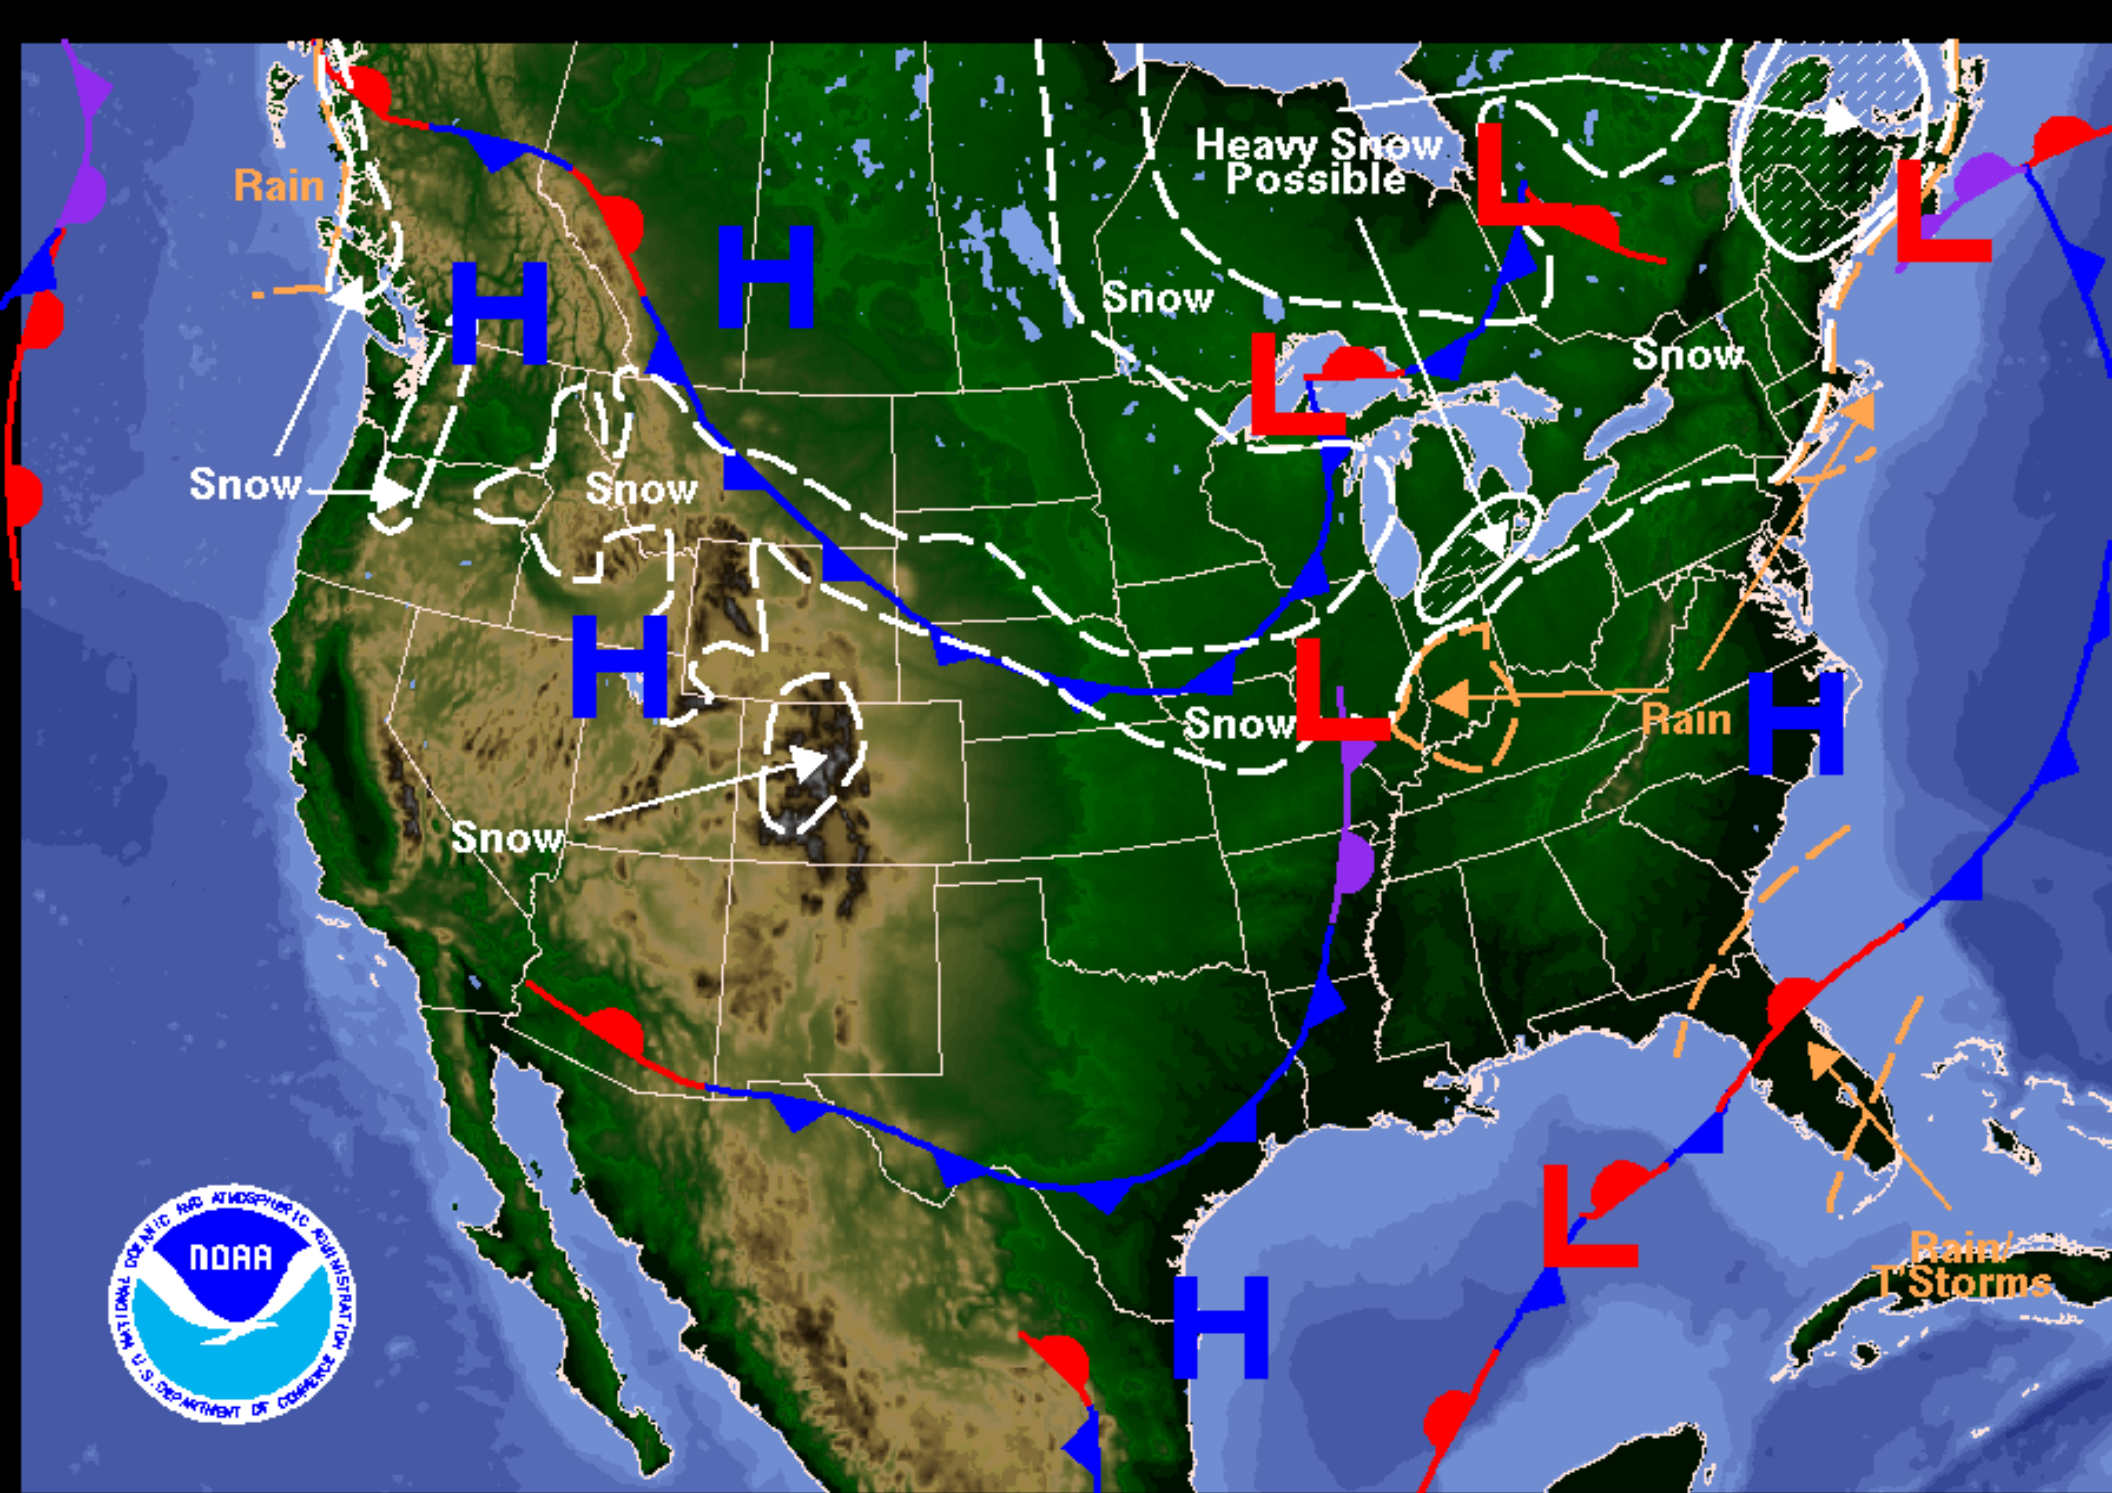 Heavy Snow
Possible
Rain
H
H
L
L
Snow
L
Snow
Snow
Snow
H
L
Snow
Rain
H
Snow
L
H
Rain/
T'Storms
NATIONAL OCEANIC AND ATMOSPHERIC ADMINISTRATION
NOAA
U.S. DEPARTMENT OF COMMERCE